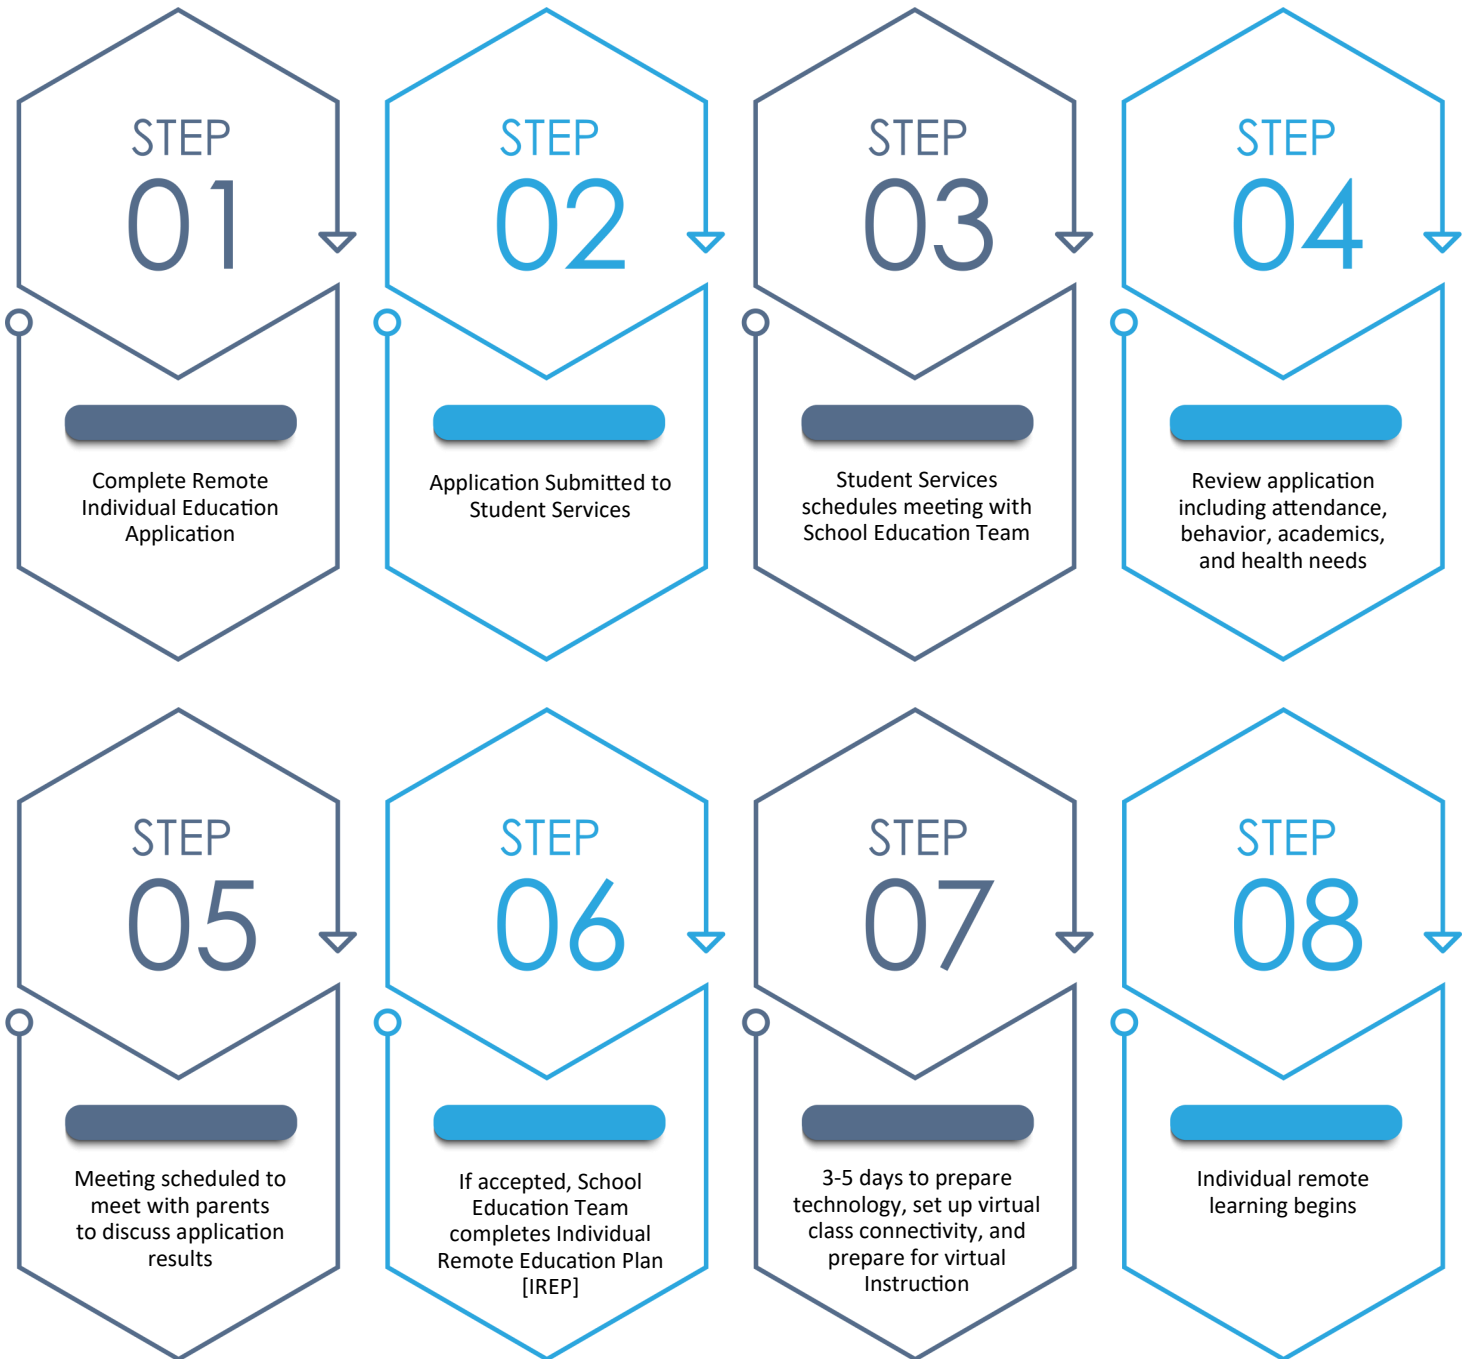 STEP
01
Complete Remote
Individual Education
Application
STEP
02
Application Submitted to
Student Services
STEP
03
Student Services
schedules meeting with
School Education Team
STEP
04
Review application
including attendance,
behavior, academics,
and health needs
STEP
05
Meeting scheduled to
meet with parents
to discuss application
results
STEP
06
If accepted, School
Education Team
completes Individual
Remote Education Plan
[IREP]
STEP
07
3-5 days to prepare
technology, set up virtual
class connectivity, and
prepare for virtual
Instruction
STEP
08
Individual remote
learning begins